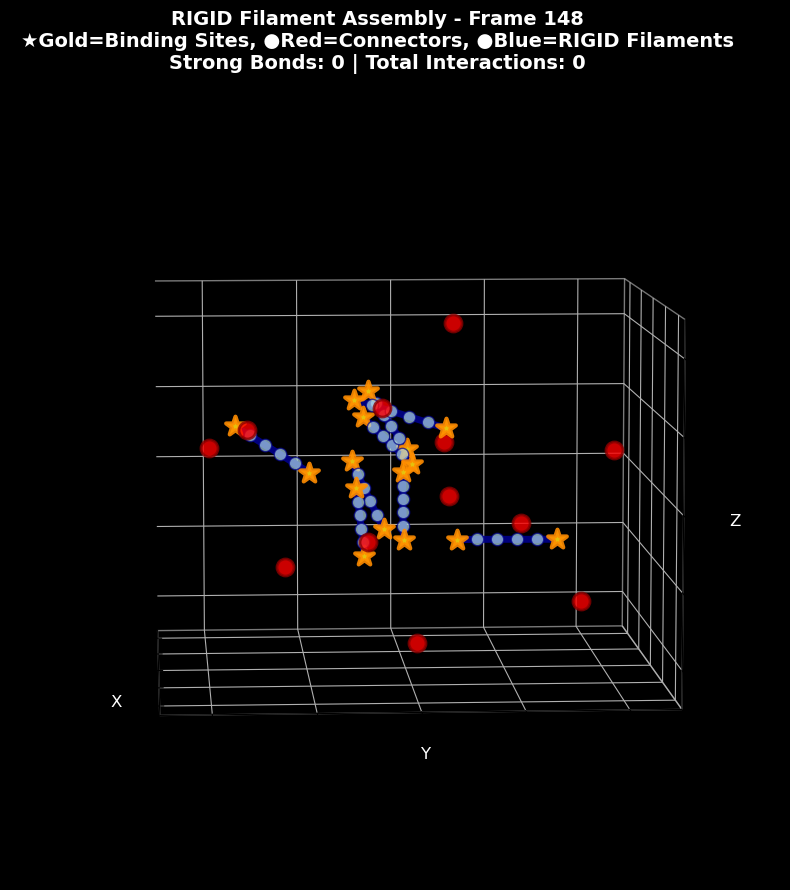 RIGID Filament Assembly - Frame 148
★Gold=Binding Sites, ●Red=Connectors, ●Blue=RIGID Filaments
Strong Bonds: 0 | Total Interactions: 0
Z
X
Y